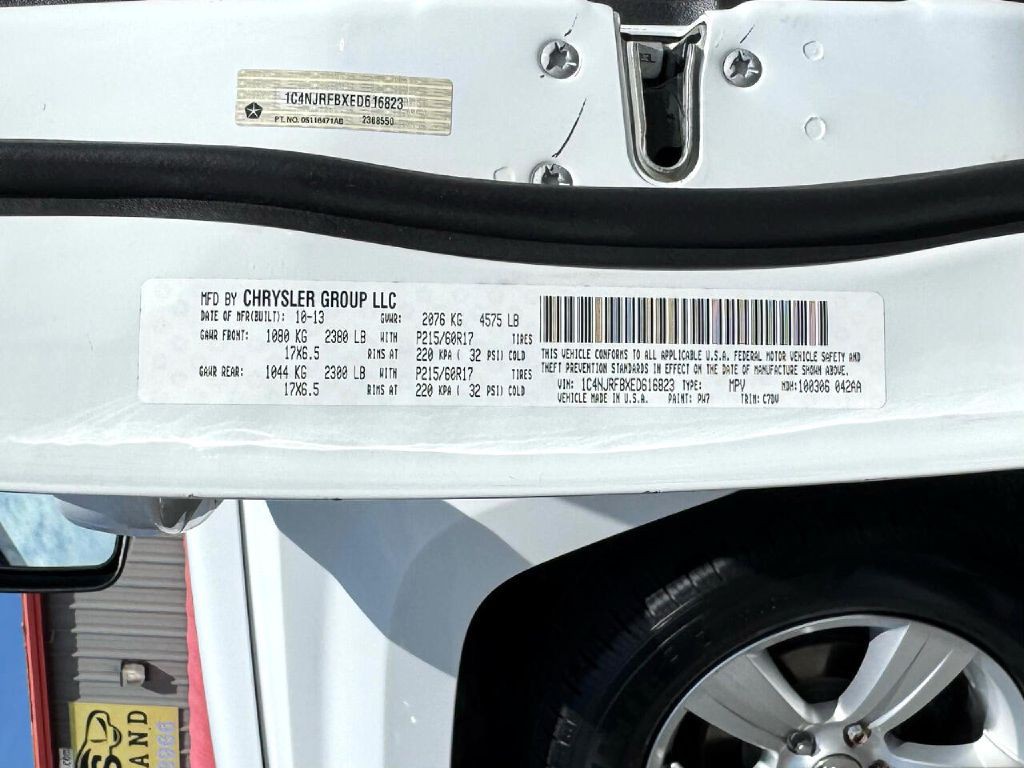 1C4NJRFBXED616823
PT. NO. 05116471AB 2368550
MFD BY CHRYSLER GROUP LLC
DATE OF MFR(BUILT): 10-13 GVWR: 2076 KG 4575 LB
GAWR FRONT: 1080 KG 2380 LB WITH P215/60R17 TIRES
17X6.5 RIMS AT 220 KPA ( 32 PSI) COLD
GAWR REAR: 1044 KG 2300 LB WITH P215/60R17 TIRES
17X6.5 RIMS AT 220 KPA ( 32 PSI) COLD
THIS VEHICLE CONFORMS TO ALL APPLICABLE U.S.A. FEDERAL MOTOR VEHICLE SAFETY AND
THEFT PREVENTION STANDARDS IN EFFECT ON THE DATE OF MANUFACTURE SHOWN ABOVE.
VIN: 1C4NJRFBXED616823 TYPE: MPV MDH: 100306 042AA
VEHICLE MADE IN U.S.A. PAINT: PW7 TRIM: C7DV
AND